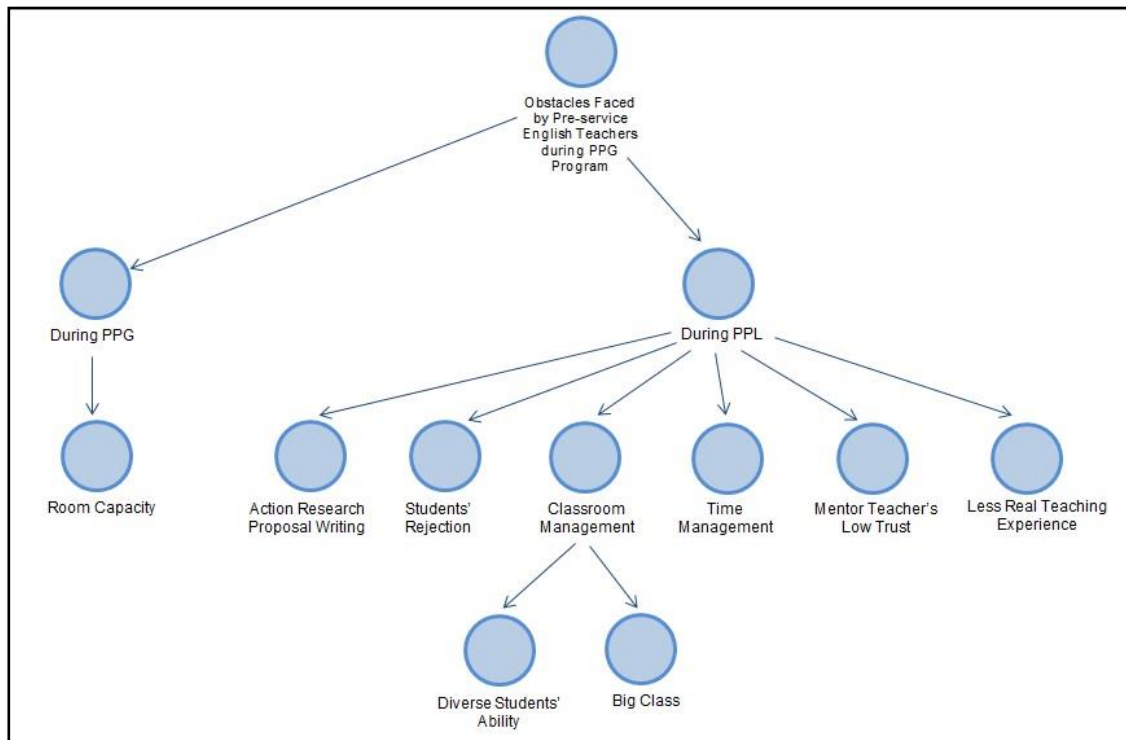 Obstacles Faced
by Pre-service
English Teachers
during PPG
Program
During PPG
During PPL
Room Capacity
Action Research
Proposal Writing
Students'
Rejection
Classroom
Management
Time
Management
Mentor Teacher's
Low Trust
Less Real Teaching
Experience
Diverse Students'
Ability
Big Class